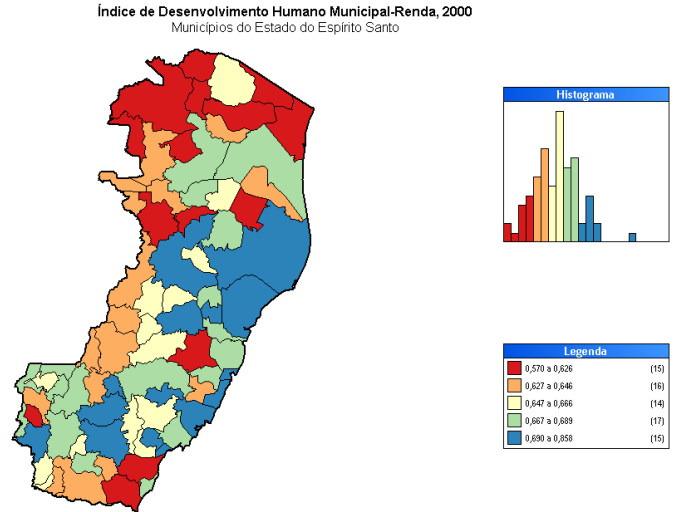 Índice de Desenvolvimento Humano Municipal-Renda, 2000
Municípios do Estado do Espírito Santo
Histograma
Legenda
0,570 a 0,626 (15)
0,627 a 0,646 (16)
0,647 a 0,666 (14)
0,667 a 0,689 (17)
0,690 a 0,858 (15)